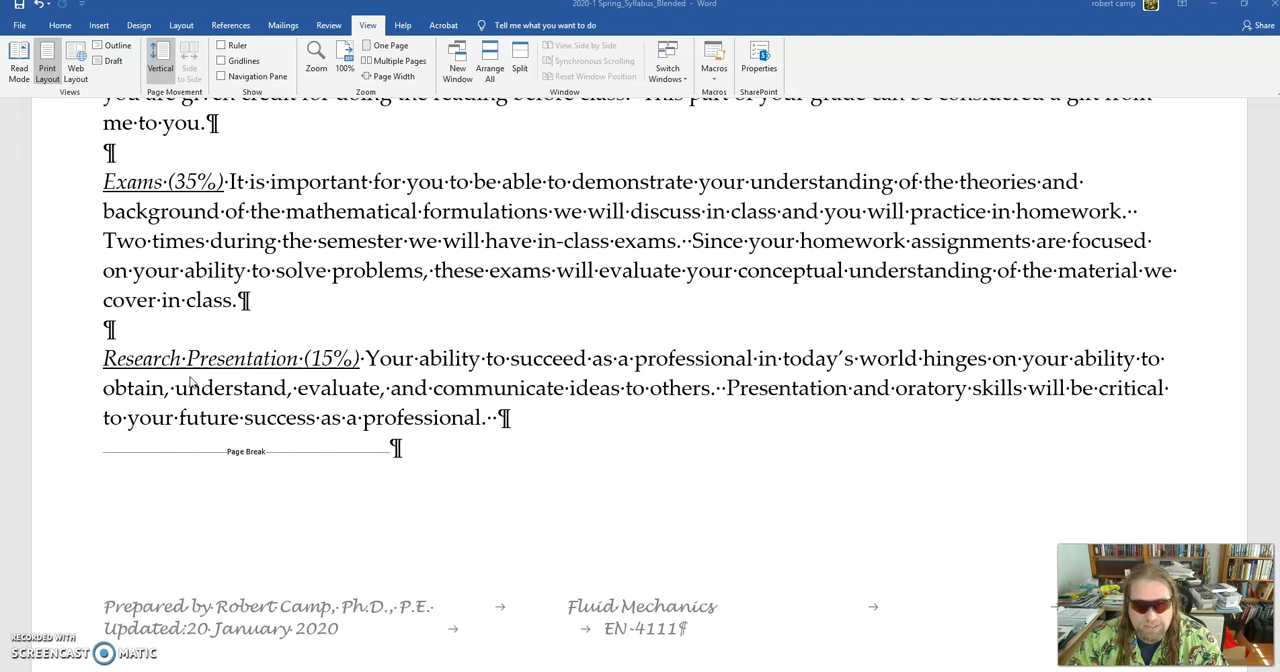 2020-1 Spring_Syllabus_Blended - Word
robert camp
File Home Insert Design Layout References Mailings Review View Help Acrobat Tell me what you want to do Share
Read Mode
Print Layout
Web Layout
Outline
Draft
Views
Vertical
Side to Side
Page Movement
Ruler
Gridlines
Navigation Pane
Show
Zoom
100%
One Page
Multiple Pages
Page Width
Zoom
New Window
Arrange All
Split
View Side by Side
Synchronous Scrolling
Reset Window Position
Window
Switch Windows
Macros
Macros
Properties
SharePoint
you are given credit for doing the reading before class. This part of your grade can be considered a gift from
me·to·you.¶
¶
Exams·(35%)·It·is·important·for·you·to·be·able·to·demonstrate·your·understanding·of·the·theories·and·
background·of·the·mathematical·formulations·we·will·discuss·in·class·and·you·will·practice·in·homework.··
Two·times·during·the·semester·we·will·have·in-class·exams.··Since·your·homework·assignments·are·focused·
on·your·ability·to·solve·problems,·these·exams·will·evaluate·your·conceptual·understanding·of·the·material·we·
cover·in·class.¶
¶
Research·Presentation·(15%)·Your·ability·to·succeed·as·a·professional·in·today's·world·hinges·on·your·ability·to·
obtain,·understand,·evaluate,·and·communicate·ideas·to·others.··Presentation·and·oratory·skills·will·be·critical·
to·your·future·success·as·a·professional.··¶
Page Break¶
Prepared·by·Robert·Camp,·Ph.D.,·P.E.· → Fluid·Mechanics → →
Updated:20·January·2020 → → EN-4111¶
RECORDED WITH
SCREENCAST MATIC